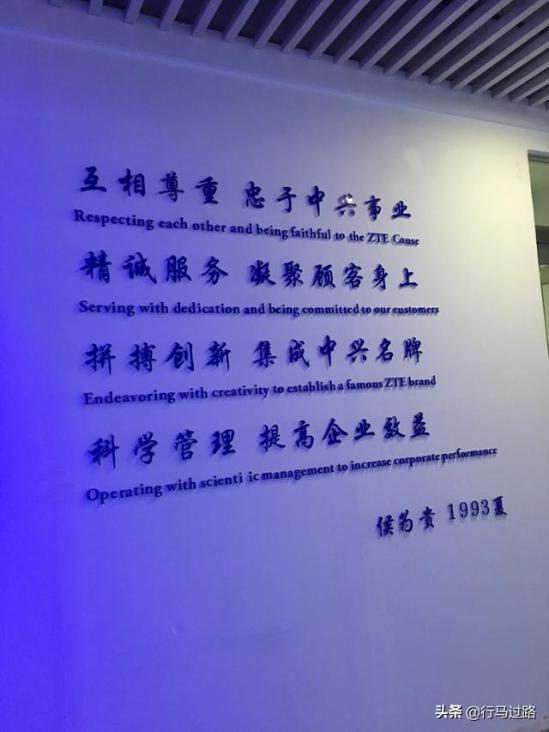 互相尊重 忠于中兴事业
Respecting each other and being faithful to the ZTE Cause
精诚服务 凝聚顾客身上
Serving with dedication and being committed to our customers
拼搏创新 集成中兴名牌
Endeavoring with creativity to establish a famous ZTE brand
科学管理 提高企业效益
Operating with scienti ic management to increase corporate performance
侯为贵 1993夏
头条 @行马过路